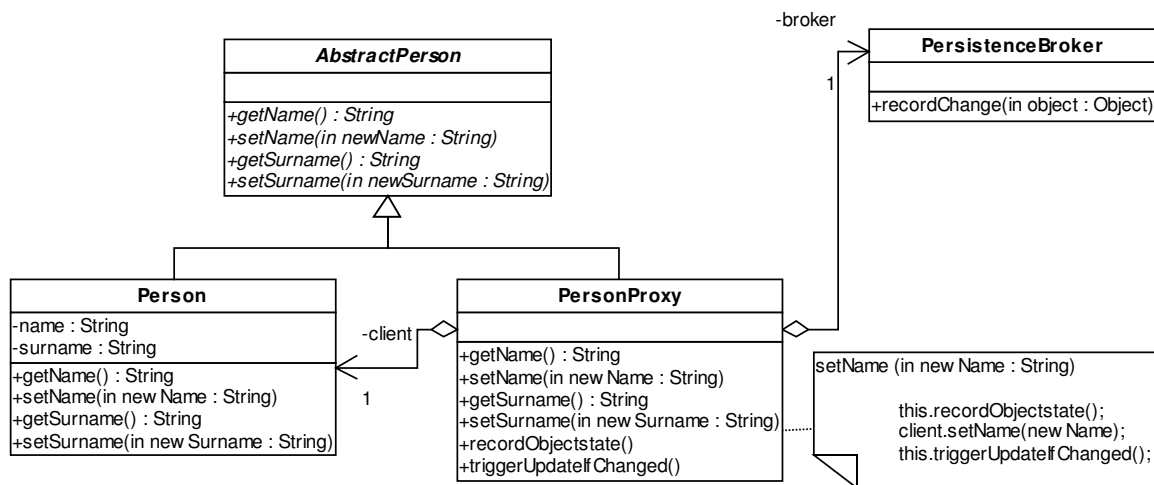 -broker
AbstractPerson
+getName() : String
+setName(in newName : String)
+getSurname() : String
+setSurname(in newSurname : String)
PersistenceBroker
1
+recordChange(in object : Object)
Person
-name : String
-surname : String
+getName() : String
+setName(in new Name : String)
+getSurname() : String
+setSurname(in new Surname : String)
-client
1
PersonProxy
+getName() : String
+setName(in new Name : String)
+getSurname() : String
+setSurname(in new Surname : String)
+recordObjectstate()
+triggerUpdateIfChanged()
setName (in new Name : String)
this.recordObjectstate();
client.setName(new Name);
this.triggerUpdateIfChanged();